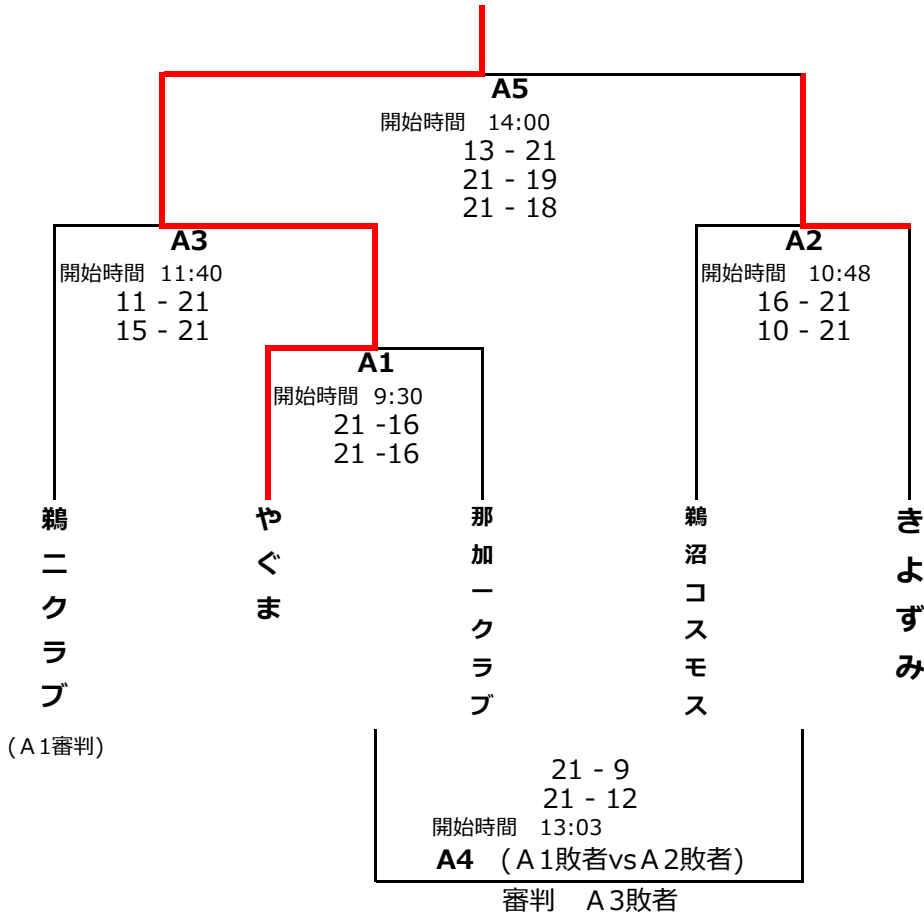 A5
開始時間 14:00
13 - 21
21 - 19
21 - 18
A3
開始時間 11:40
11 - 21
15 - 21
A2
開始時間 10:48
16 - 21
10 - 21
A1
開始時間 9:30
21 -16
21 -16
鵜二クラブ
やぐま
那加一クラブ
鵜沼コスモス
きよずみ
(A1審判)
21 - 9
21 - 12
開始時間 13:03
A4 (A1敗者vsA2敗者)
審判 A3敗者